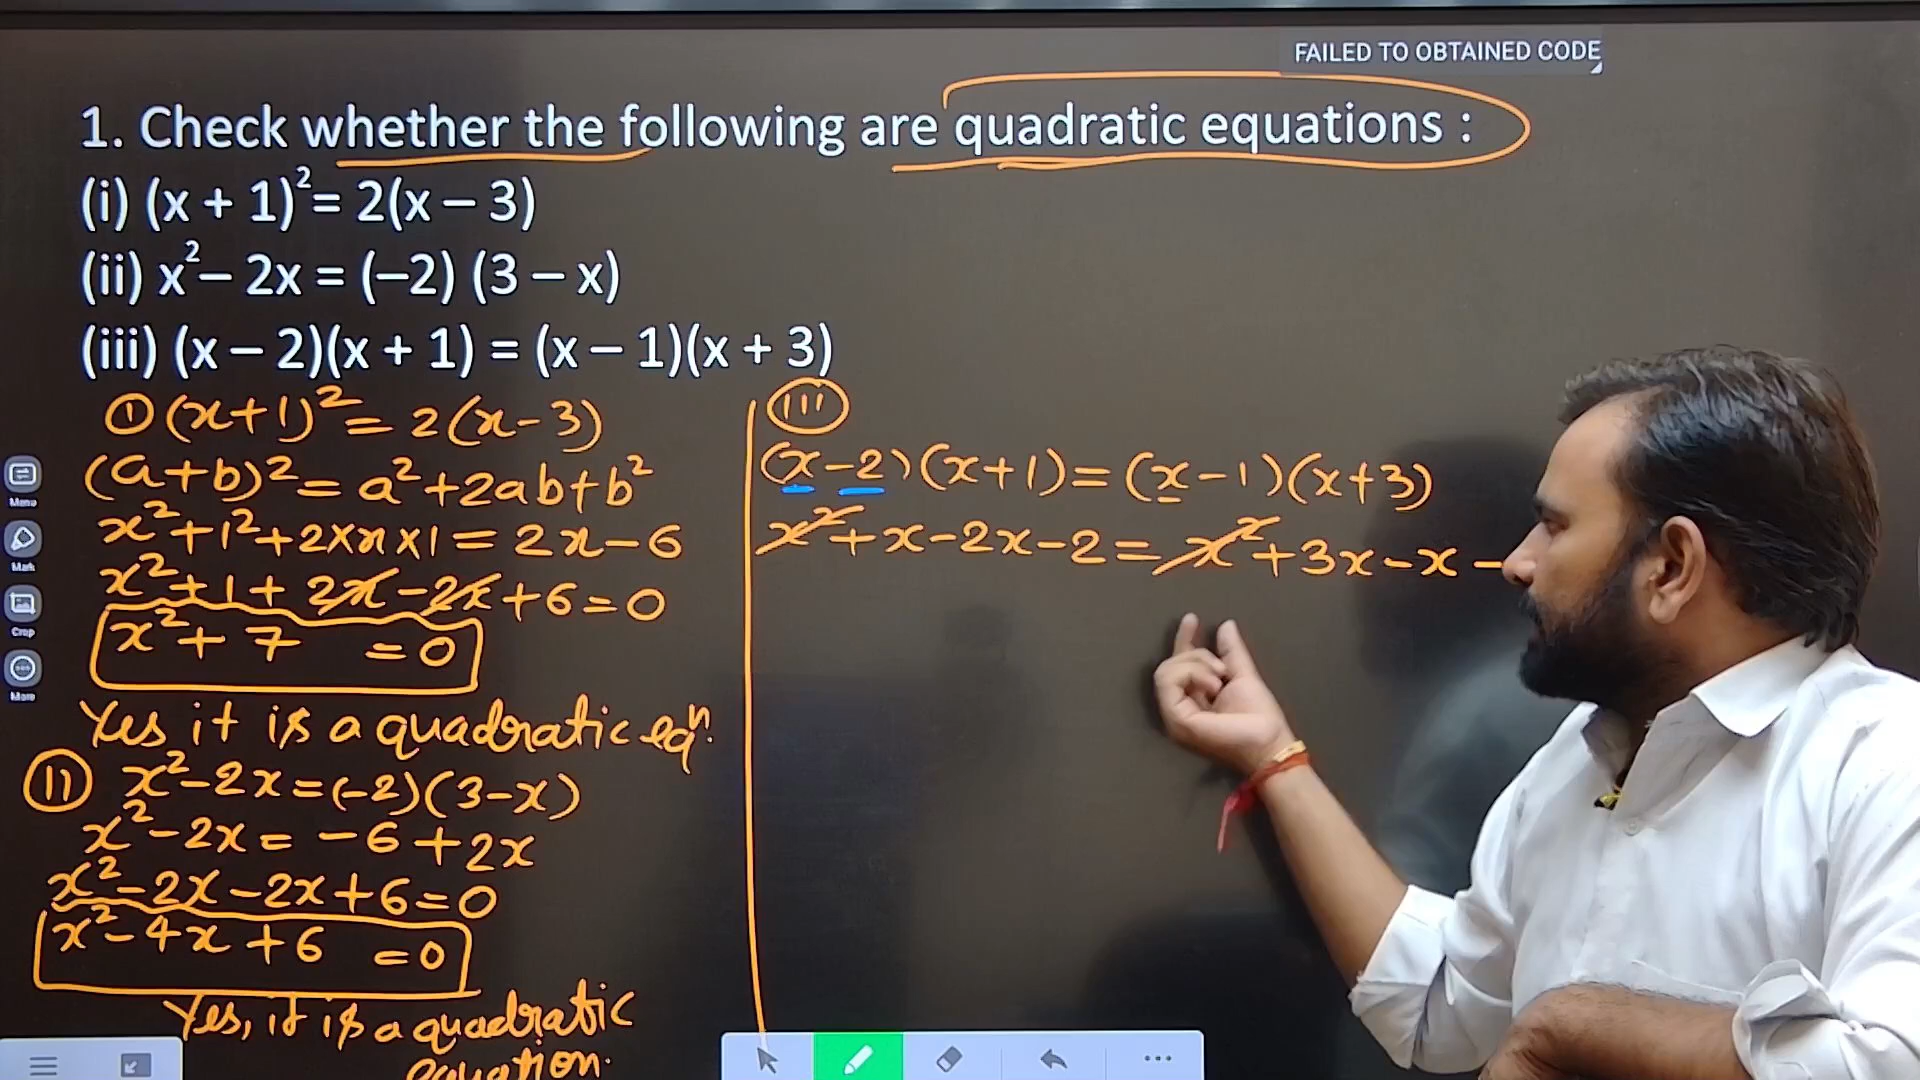 FAILED TO OBTAINED CODE
1. Check whether the following are quadratic equations :
(i) (x + 1)²= 2(x – 3)
(ii) x²– 2x = (–2) (3 – x)
(iii) (x – 2)(x + 1) = (x – 1)(x + 3)
① (x+1)² = 2(x-3)
(a+b)² = a²+2ab+b²
x²+1²+2×x×1 = 2x-6
x²+1+2x-2x+6=0
x²+7 =0
Yes it is a quadratic eqⁿ.
(ii) x²-2x=(-2)(3-x)
x²-2x= -6+2x
x²-2x-2x+6=0
x²-4x+6 =0
Yes, it is a quadratic
equation.
(iii)
(x-2)(x+1)=(x-1)(x+3)
x²+x-2x-2=x²+3x-x-
Menu
Mark
Crop
More